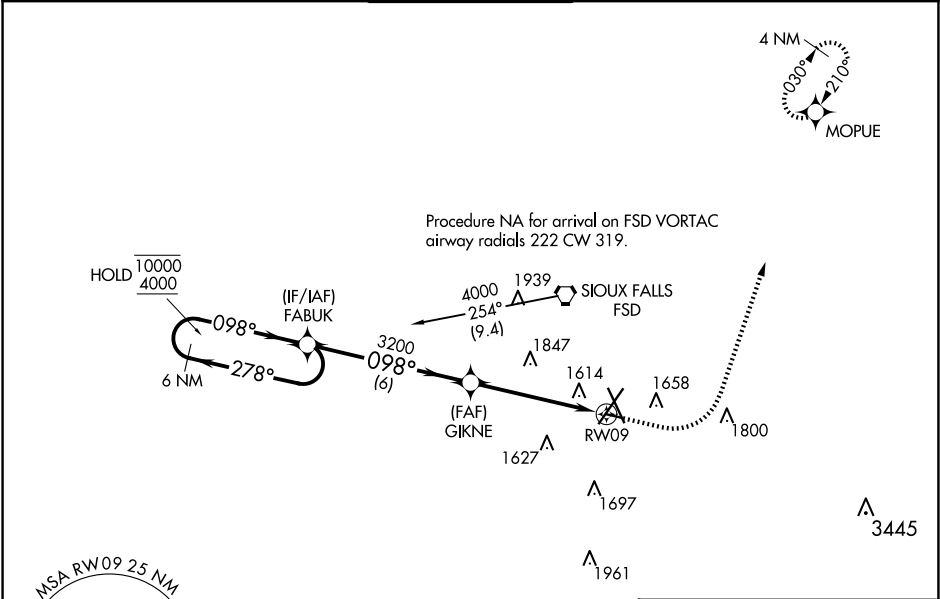 4 NM
030°
210°
MOPUE
Procedure NA for arrival on FSD VORTAC
airway radials 222 CW 319.
HOLD
10000
4000
(IF/IAF)
FABUK
4000
254°
(9.4)
1939
SIOUX FALLS
FSD
098°
278°
6 NM
3200
098°
(6)
(FAF)
GIKNE
1847
1614
1658
RW09
1800
1627
1697
3445
1961
MSA RW09 25 NM